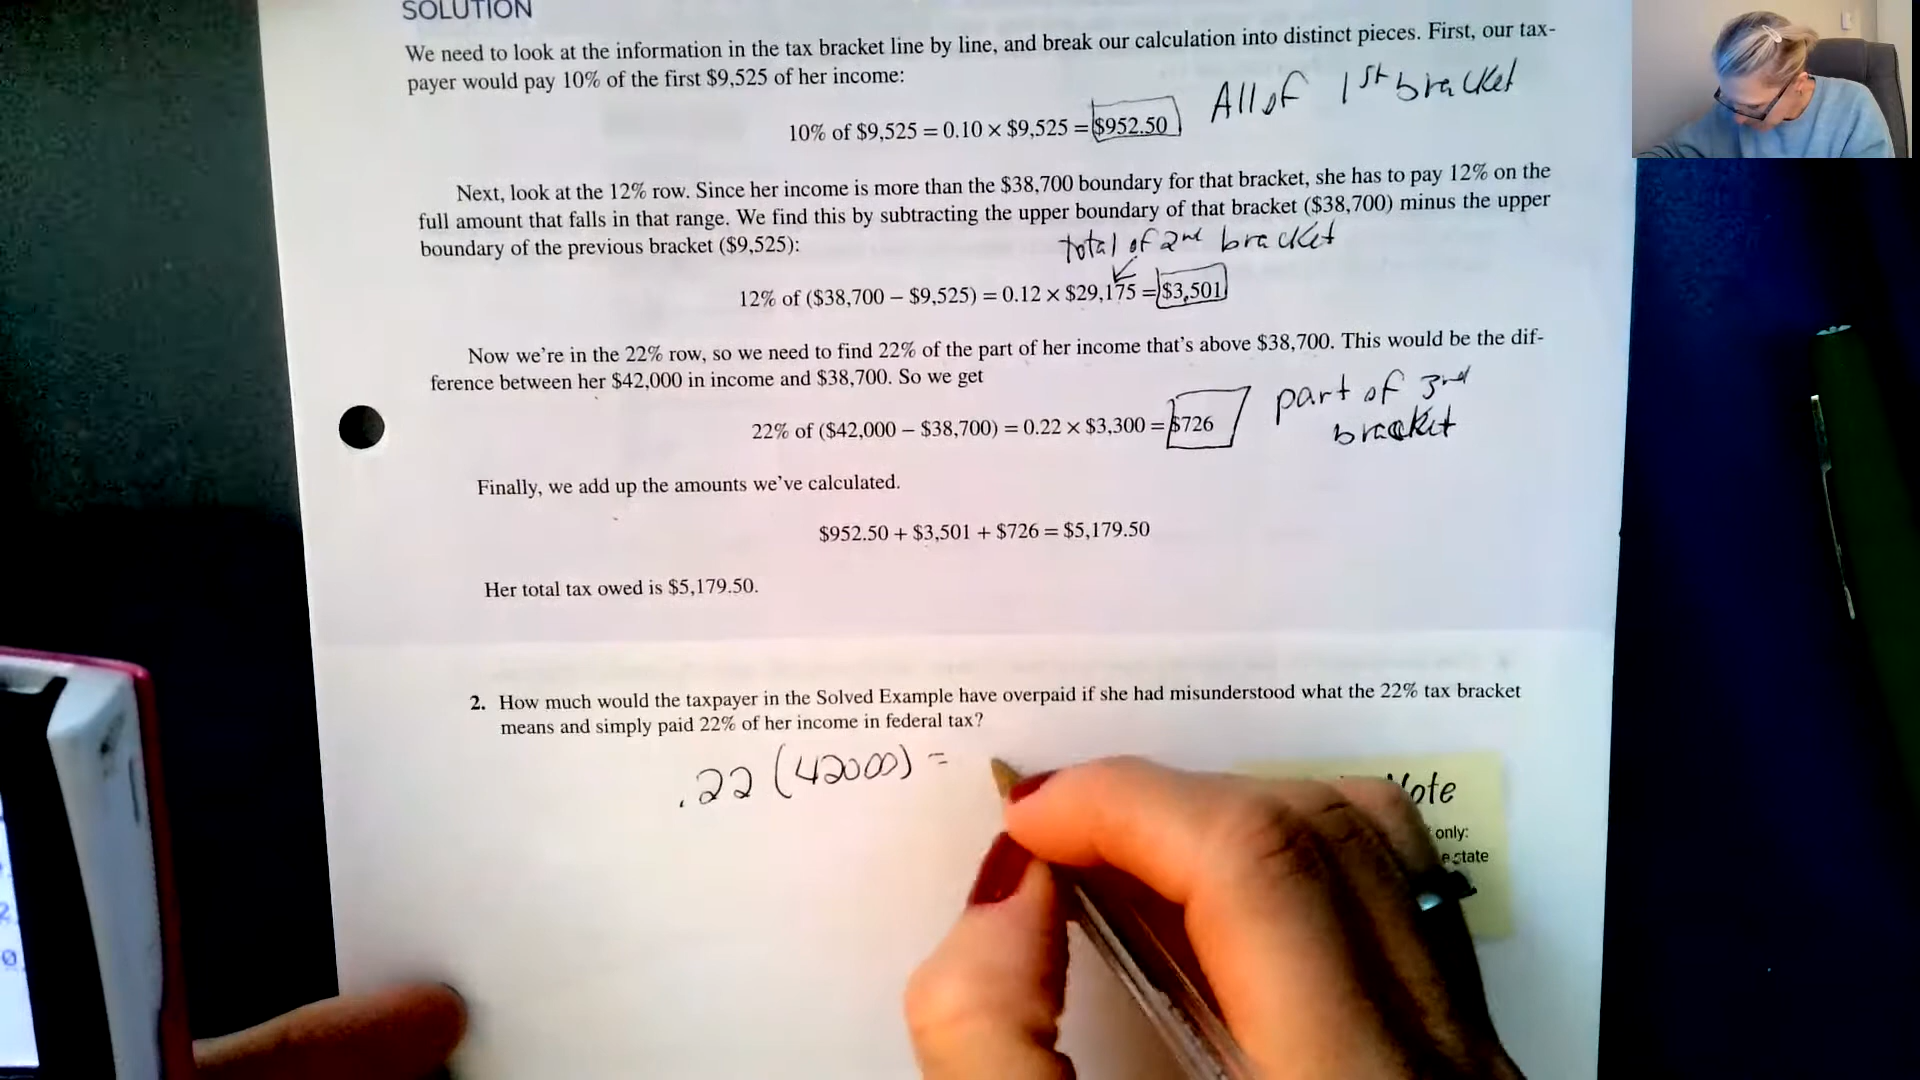 SOLUTION
We need to look at the information in the tax bracket line by line, and break our calculation into distinct pieces. First, our tax-
payer would pay 10% of the first $9,525 of her income:
All of 1st bracket
10% of $9,525 = 0.10 × $9,525 = $952.50
Next, look at the 12% row. Since her income is more than the $38,700 boundary for that bracket, she has to pay 12% on the
full amount that falls in that range. We find this by subtracting the upper boundary of that bracket ($38,700) minus the upper
boundary of the previous bracket ($9,525):
total of 2nd bracket
12% of ($38,700 – $9,525) = 0.12 × $29,175 = $3,501
Now we're in the 22% row, so we need to find 22% of the part of her income that's above $38,700. This would be the dif-
ference between her $42,000 in income and $38,700. So we get
22% of ($42,000 – $38,700) = 0.22 × $3,300 = $726
part of 3rd
bracket
Finally, we add up the amounts we've calculated.
$952.50 + $3,501 + $726 = $5,179.50
Her total tax owed is $5,179.50.
2. How much would the taxpayer in the Solved Example have overpaid if she had misunderstood what the 22% tax bracket
means and simply paid 22% of her income in federal tax?
.22 (42000) =
only:
state